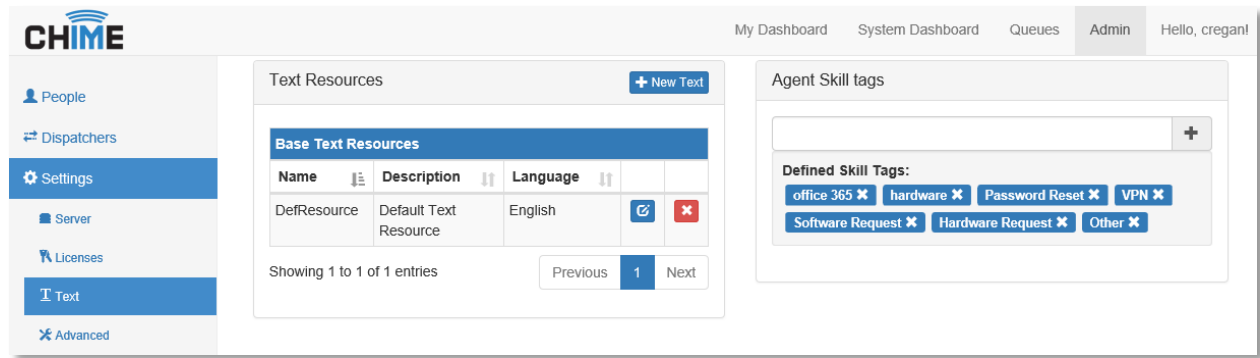 CHIME
My Dashboard System Dashboard Queues Admin Hello, cregan!
People
Dispatchers
Settings
Server
Licenses
Text
Advanced
Text Resources
New Text
Base Text Resources
Name Description Language
DefResource Default Text Resource English
Showing 1 to 1 of 1 entries
Previous 1 Next
Agent Skill tags
Defined Skill Tags:
office 365 hardware Password Reset VPN
Software Request Hardware Request Other